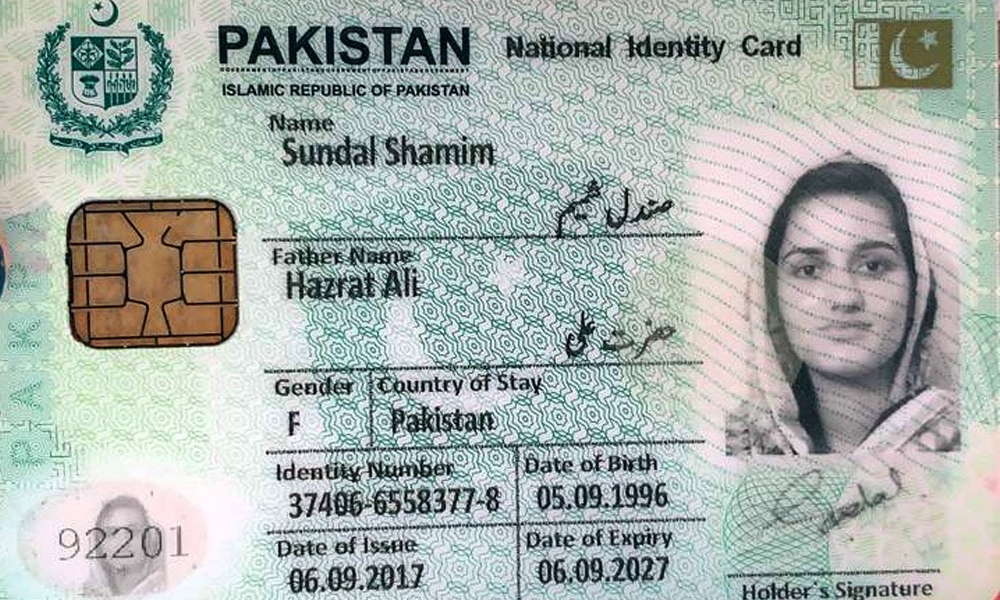 PAKISTAN National Identity Card
ISLAMIC REPUBLIC OF PAKISTAN
Name
Sundal Shamim
صندل شمیم
Father Name
Hazrat Ali
حضرت علی
Gender Country of Stay
F Pakistan
Identity Number Date of Birth
37406-6558377-8 05.09.1996
Date of Issue Date of Expiry
06.09.2017 06.09.2027
92201
Holder's Signature